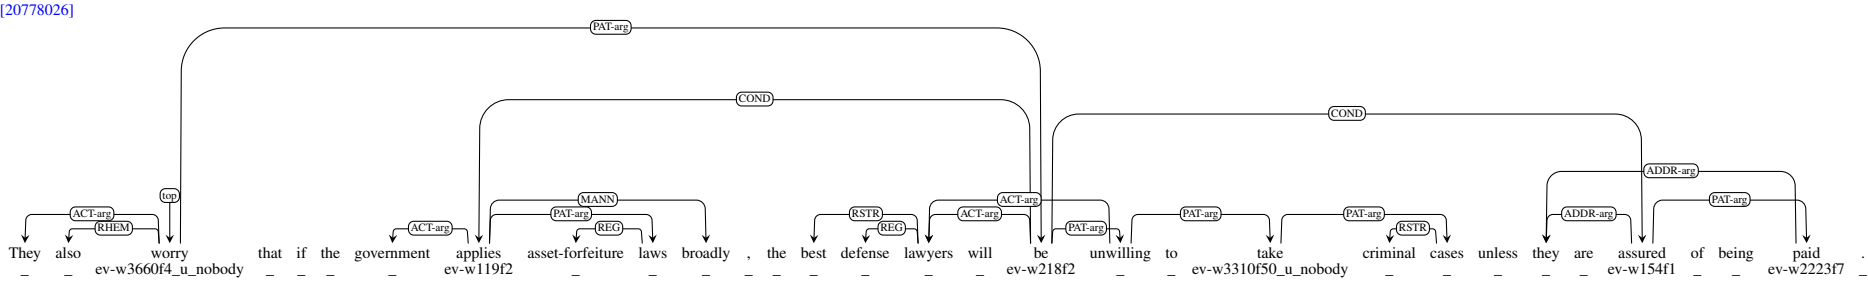 [20778026]
PAT-arg
COND
COND
ADDR-arg
top MANN ACT-arg PAT-arg
ACT-arg PAT-arg RSTR ACT-arg PAT-arg PAT-arg ADDR-arg
RHEM ACT-arg REG REG PAT-arg RSTR
They also worry that if the government applies asset-forfeiture laws broadly , the best defense lawyers will be unwilling to take criminal cases unless they are assured of being paid .
_ _ ev-w3660f4_u_nobody _ _ _ _ ev-w119f2 _ _ _ _ _ _ _ _ _ ev-w218f2 _ _ ev-w3310f50_u_nobody _ _ _ _ _ ev-w154f1 _ _ ev-w2223f7 _